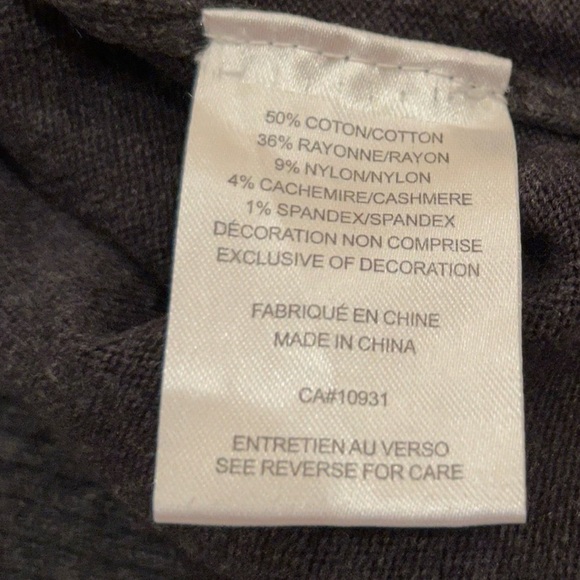 50% COTON/COTTON
36% RAYONNE/RAYON
9% NYLON/NYLON
4% CACHEMIRE/CASHMERE
1% SPANDEX/SPANDEX
DÉCORATION NON COMPRISE
EXCLUSIVE OF DECORATION
FABRIQUÉ EN CHINE
MADE IN CHINA
CA#10931
ENTRETIEN AU VERSO
SEE REVERSE FOR CARE